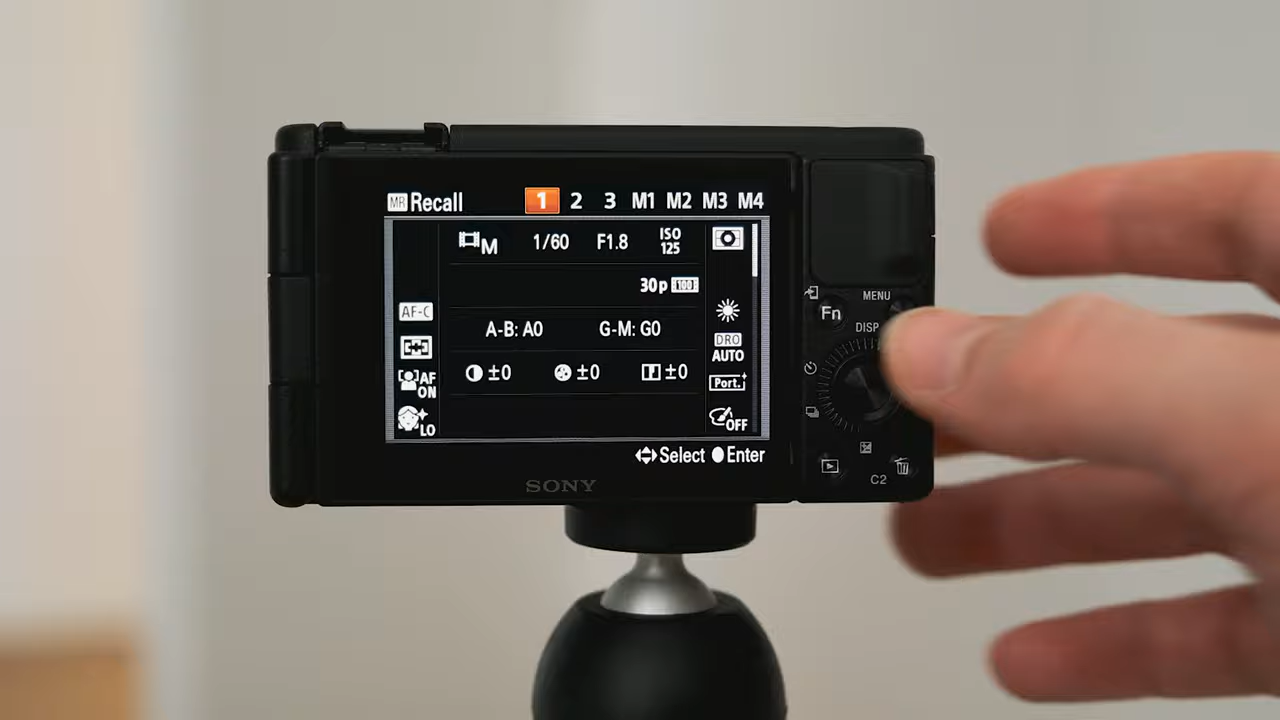 MR Recall 1 2 3 M1 M2 M3 M4
M 1/60 F1.8 ISO 125
30p 100
AF-C
A-B: A0 G-M: G0
DRO AUTO
±0 ±0 ±0
AF ON
Port.
LO
OFF
Select Enter
SONY
MENU
Fn
DISP
C2